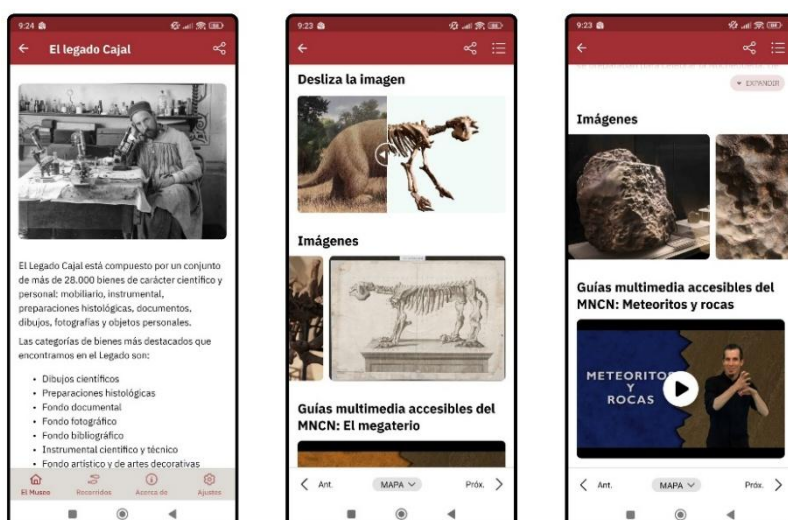 9:24
El legado Cajal
El Legado Cajal está compuesto por un conjunto
de más de 28.000 bienes de carácter científico y
personal: mobiliario, instrumental,
preparaciones histológicas, documentos,
dibujos, fotografías y objetos personales.
Las categorías de bienes más destacados que
encontramos en el Legado son:
• Dibujos científicos
• Preparaciones histológicas
• Fondo documental
• Fondo fotográfico
• Fondo bibliográfico
• Instrumental científico y técnico
• Fondo artístico y de artes decorativas
El Museo
Recorridos
Acerca de
Ajustes
9:23
Desliza la imagen
Imágenes
Guías multimedia accesibles del
MNCN: El megaterio
Ant.
MAPA
Próx.
9:23
EXPANDIR
Imágenes
Guías multimedia accesibles del
MNCN: Meteoritos y rocas
METEORITOS
Y
ROCAS
Ant.
MAPA
Próx.